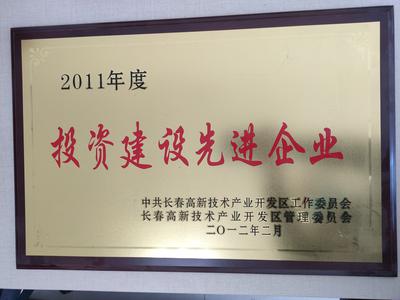 2011年度
投资建设先进企业
中共长春高新技术产业开发区工作委员会
长春高新技术产业开发区管理委员会
二〇一二年二月